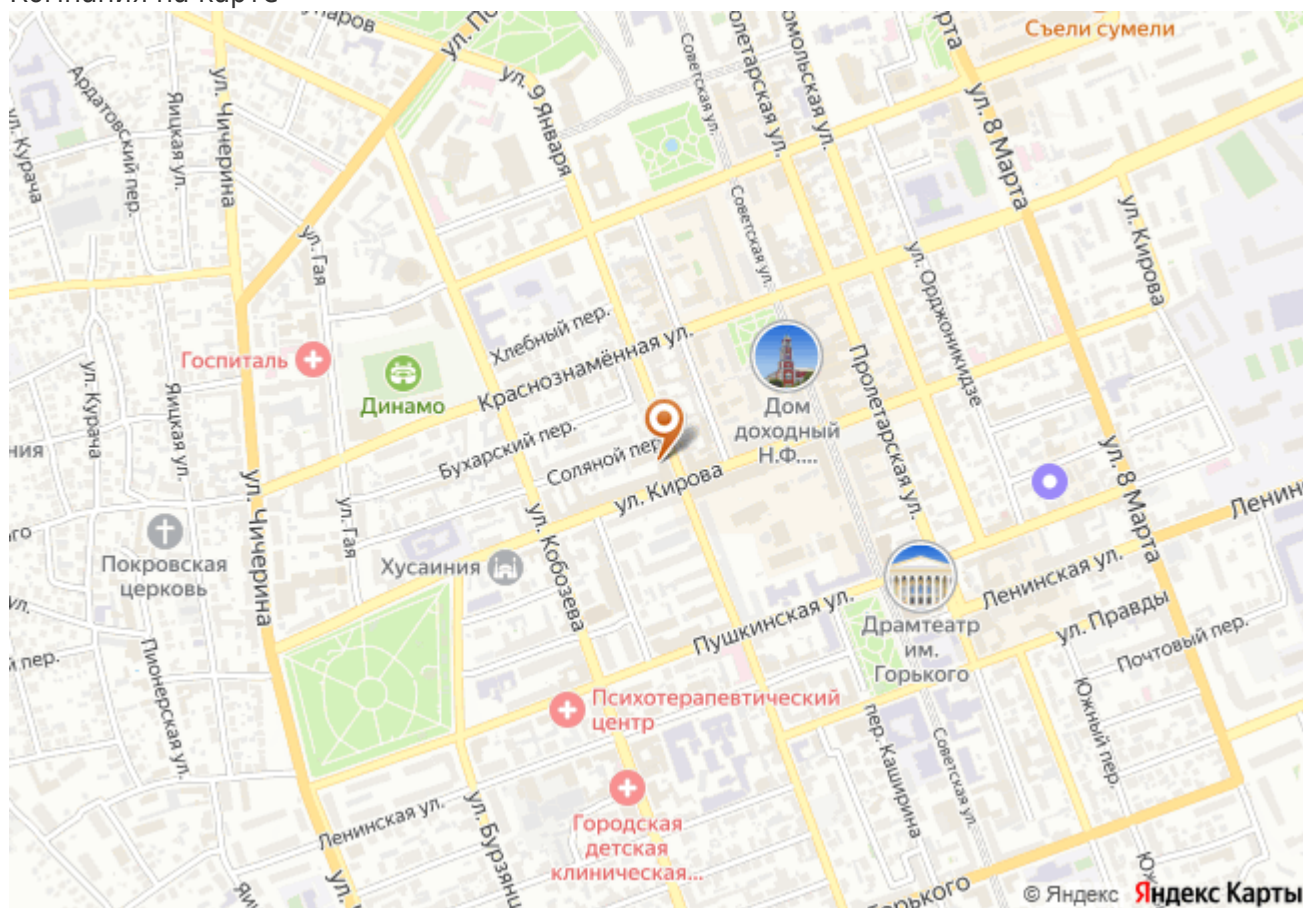 Компания на карте
Съели сумели
ул. 9 Января
Советская ул.
ул. 8 Марта
Ардатовский пер.
Яицкая ул.
ул. Чичерина
ул. Курача
ул. Кирова
Советская ул.
ул. Гая
ул. Орджоникидзе
Хлебный пер.
Краснознамённая ул.
Госпиталь
Динамо
Пролетарская ул.
Дом
доходный
Н.Ф....
ул. Курача
Яицкая ул.
Бухарский пер.
Соляной пер.
ул. Кирова
ул. 8 Марта
ул. Чичерина
ул. Гая
ул. Кобозева
Покровская
церковь
Хусаиния
Ленинская ул.
Пушкинская ул.
ул. Правды
Драмтеатр
им.
Горького
Почтовый пер.
Пионерская ул.
Психотерапевтический
центр
Южный пер.
пер. Каширина
Советская ул.
Ленинская ул.
Городская
детская
клиническая...
© Яндекс Яндекс Карты